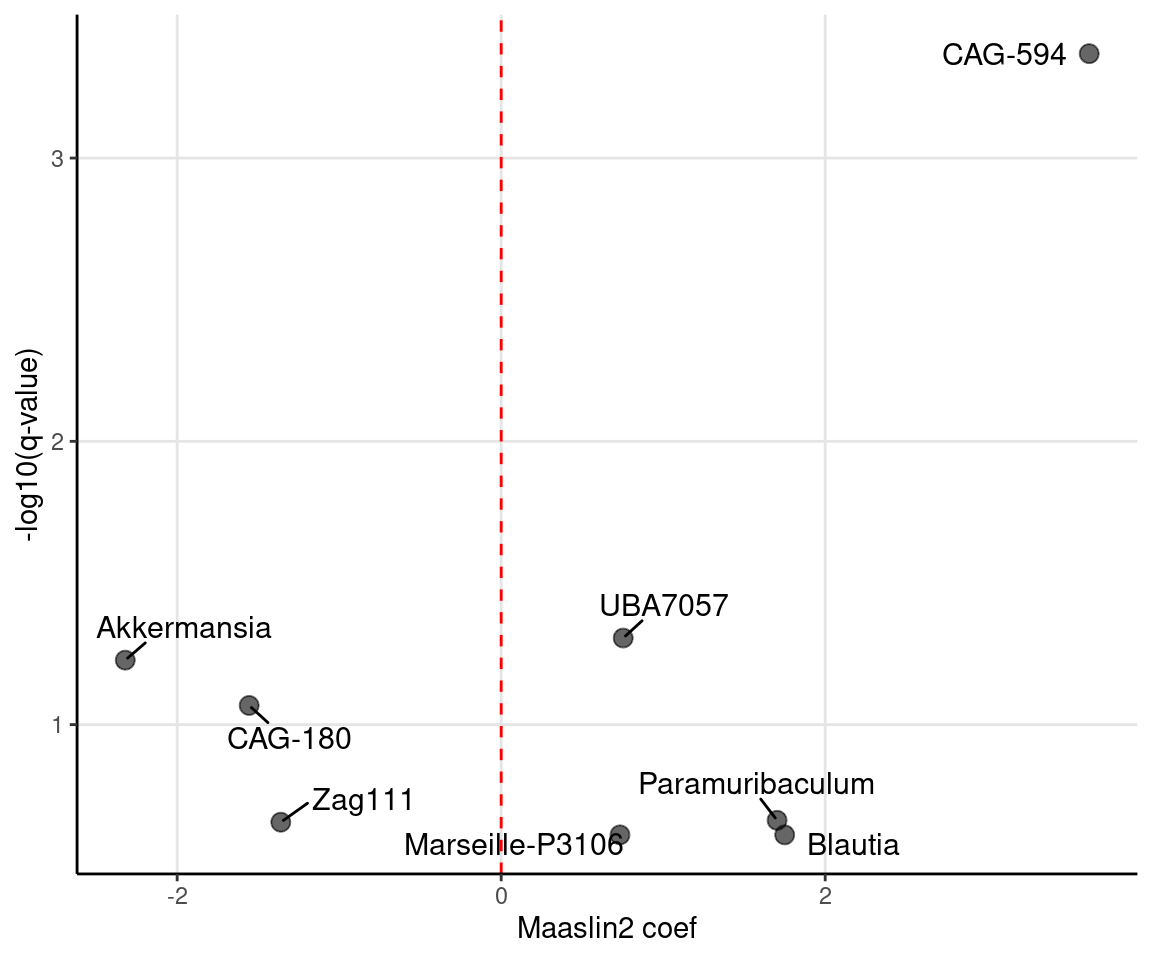 CAG-594
3
-log10(q-value)
2
UBA7057
Akkermansia
1
CAG-180
Paramuribaculum
Zag111
Marseille-P3106
Blautia
-2
0
2
Maaslin2 coef